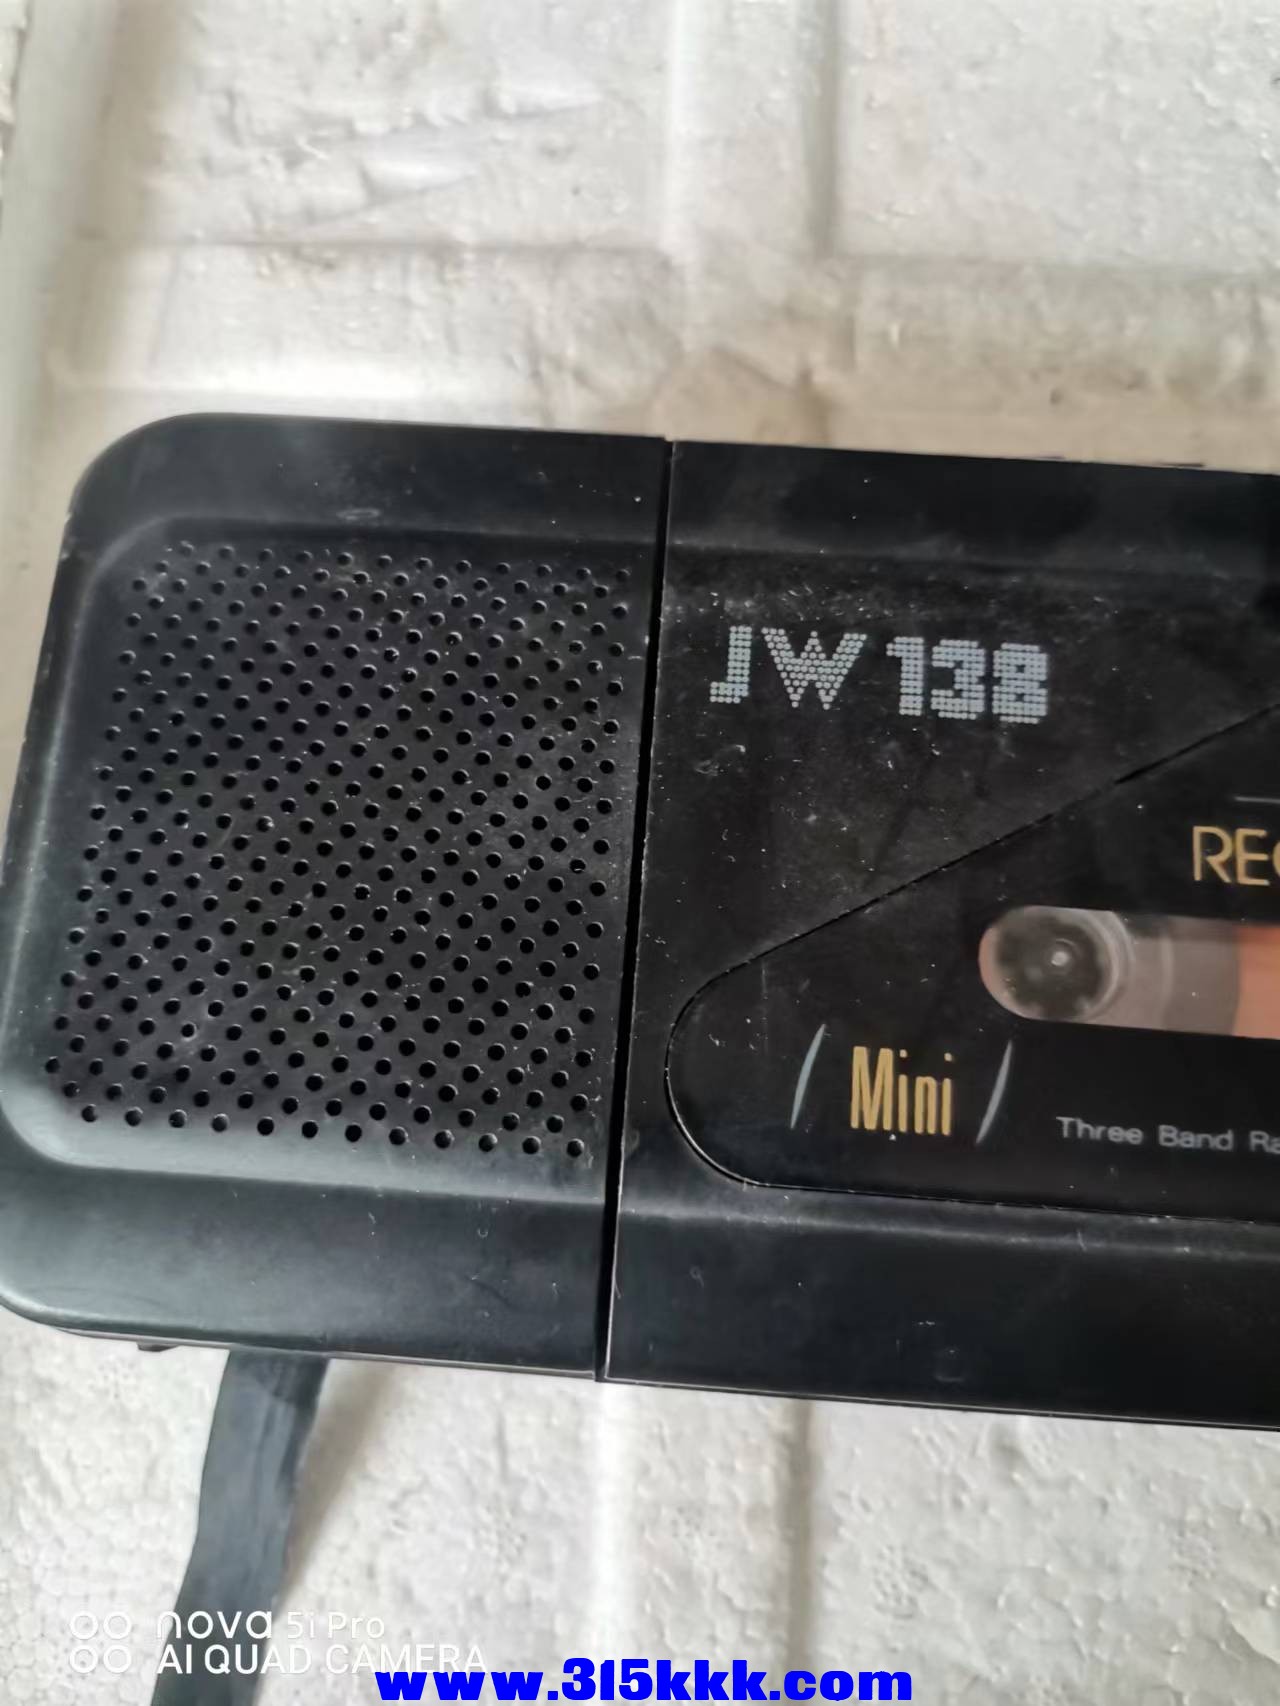 JW 138
Mini
Three Band
nova 5i Pro
AI QUAD CAMERA
www.315kkk.com